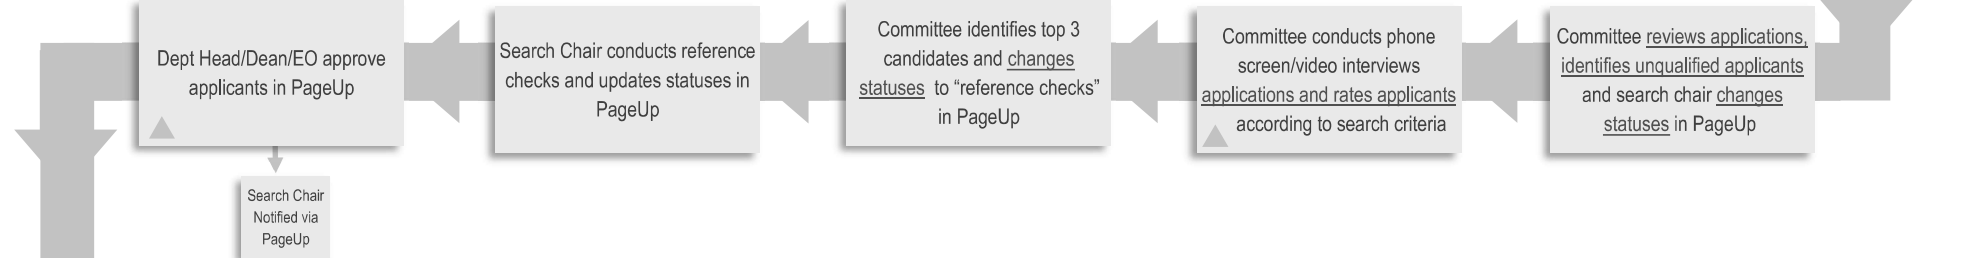 Dept Head/Dean/EO approve
applicants in PageUp
Search Chair
Notified via
PageUp
Search Chair conducts reference
checks and updates statuses in
PageUp
Committee identifies top 3
candidates and changes
statuses to “reference checks”
in PageUp
Committee conducts phone
screen/video interviews
applications and rates applicants
according to search criteria
Committee reviews applications,
identifies unqualified applicants
and search chair changes
statuses in PageUp